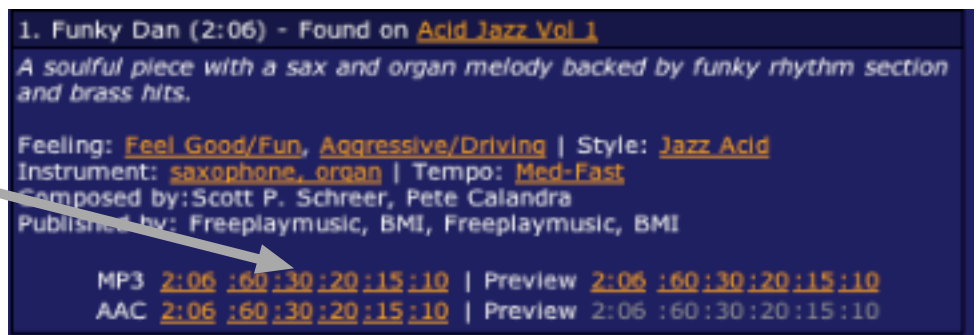 1. Funky Dan (2:06) - Found on Acid Jazz Vol 1
A soulful piece with a sax and organ melody backed by funky rhythm section
and brass hits.
Feeling: Feel Good/Fun, Aggressive/Driving | Style: Jazz Acid
Instrument: saxophone, organ | Tempo: Med-Fast
Composed by:Scott P. Schreer, Pete Calandra
Published by: Freeplaymusic, BMI, Freeplaymusic, BMI
MP3 2:06 :60 :30 :20 :15 :10 | Preview 2:06 :60 :30 :20 :15 :10
AAC 2:06 :60 :30 :20 :15 :10 | Preview 2:06 :60 :30 :20 :15 :10